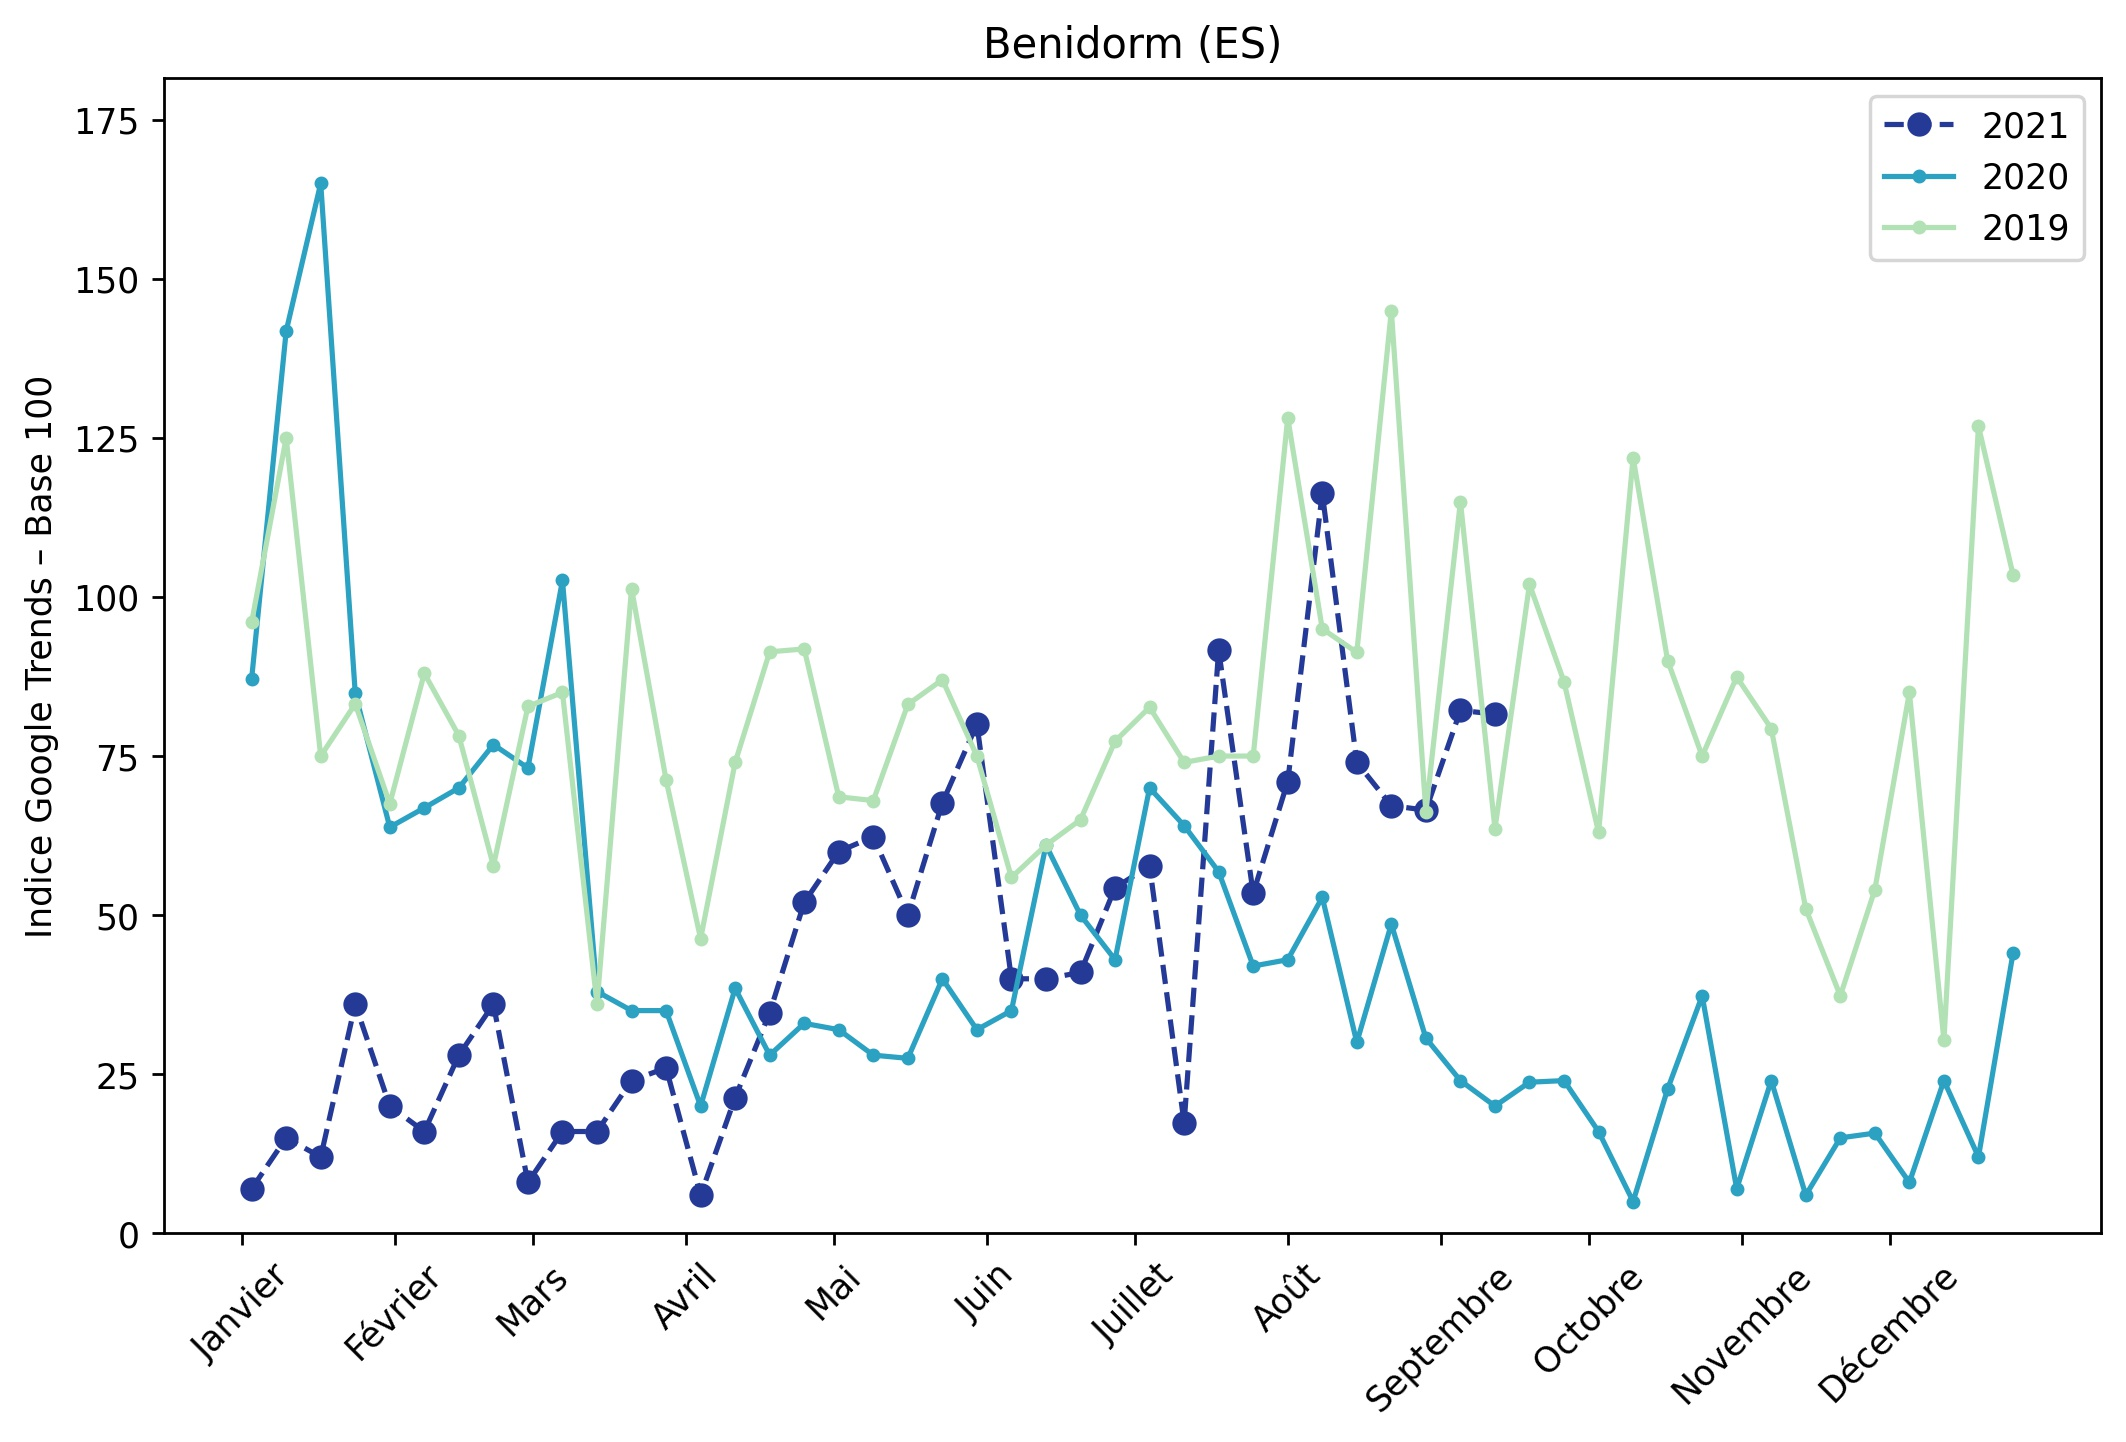 Benidorm (ES)
Indice Google Trends – Base 100
175
150
125
100
75
50
25
0
2021
2020
2019
Janvier
Février
Mars
Avril
Mai
Juin
Juillet
Août
Septembre
Octobre
Novembre
Décembre